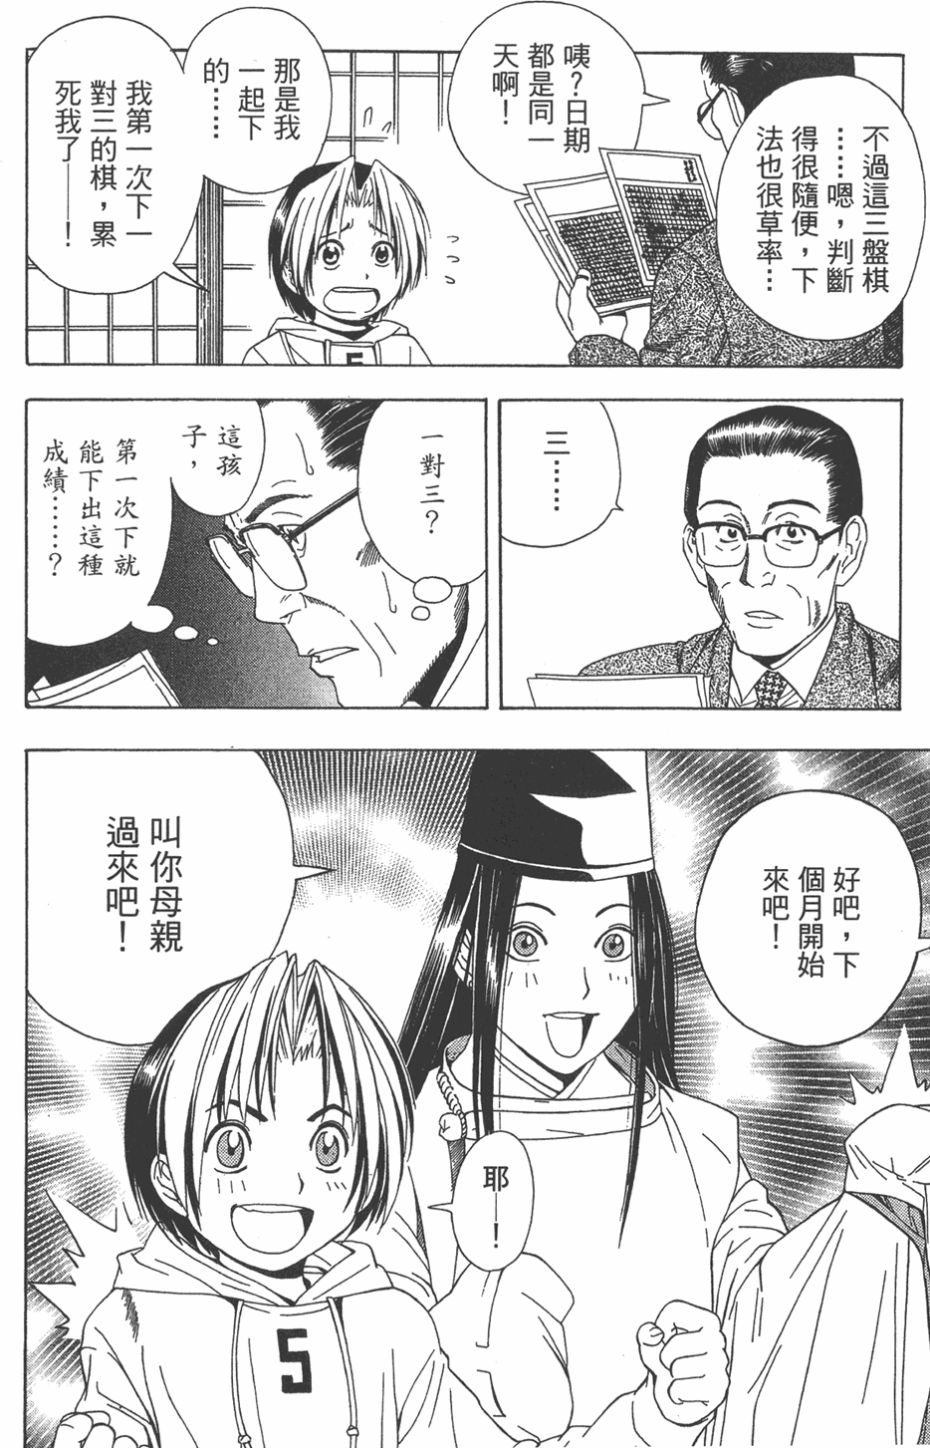 不過這三盤棋
……嗯，判斷
得很隨便，下
法也很草率…
咦？日期
都是同一
天啊！
那是我
一起下
的……
我第一次下一
對三的棋，累
死我了──！
三……
一對三？
這孩
子，
第一次下就
能下出這種
成績……？
好吧，下
個月開始
來吧！
叫你母親
過來吧！
耶─！
5
5